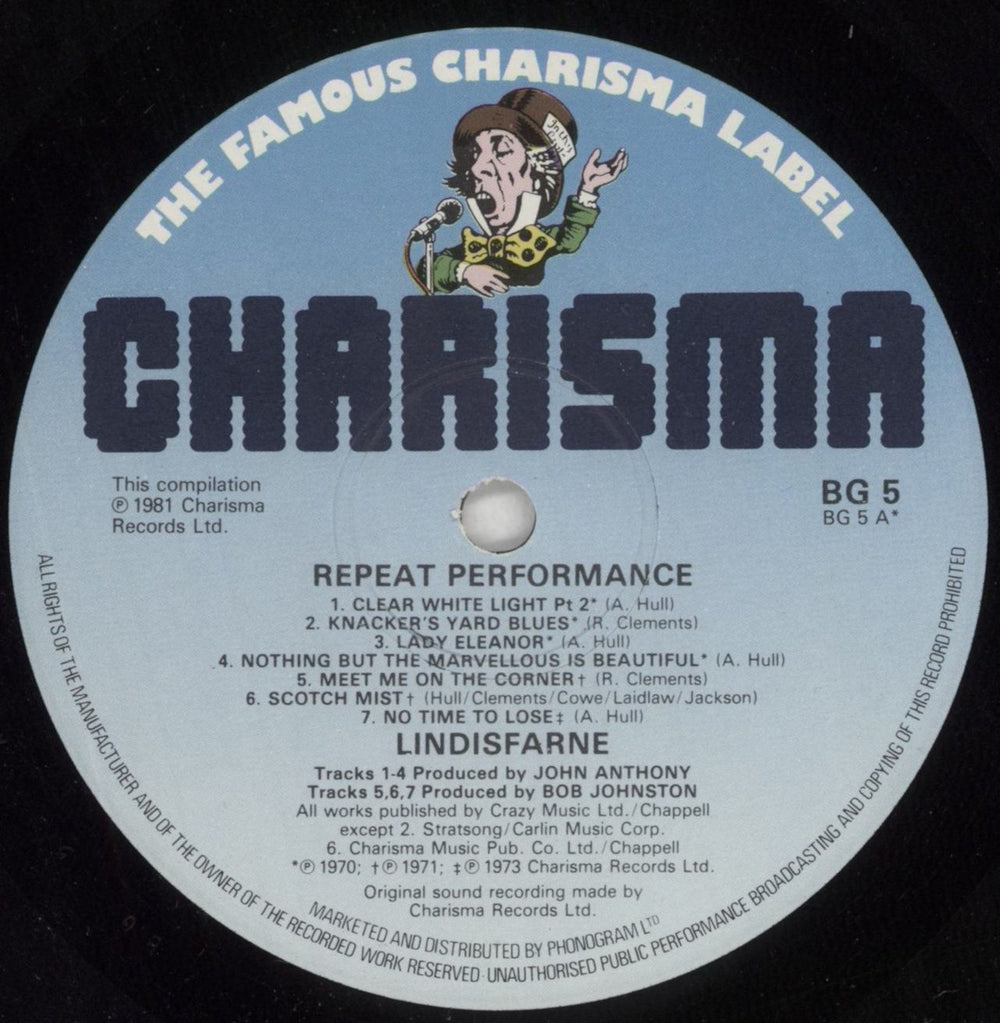 THE FAMOUS CHARISMA LABEL
In this
CHARISMA
This compilation
℗ 1981 Charisma
Records Ltd.
BG 5
BG 5 A*
REPEAT PERFORMANCE
1. CLEAR WHITE LIGHT Pt 2* (A. Hull)
2. KNACKER'S YARD BLUES* (R. Clements)
3. LADY ELEANOR* (A. Hull)
4. NOTHING BUT THE MARVELLOUS IS BEAUTIFUL* (A. Hull)
5. MEET ME ON THE CORNER† (R. Clements)
6. SCOTCH MIST† (Hull/Clements/Cowe/Laidlaw/Jackson)
7. NO TIME TO LOSE‡ (A. Hull)
LINDISFARNE
Tracks 1-4 Produced by JOHN ANTHONY
Tracks 5,6,7 Produced by BOB JOHNSTON
All works published by Crazy Music Ltd./Chappell
except 2. Stratsong/Carlin Music Corp.
6. Charisma Music Pub. Co. Ltd./Chappell
*℗ 1970; †℗ 1971; ‡℗ 1973 Charisma Records Ltd.
Original sound recording made by
Charisma Records Ltd.
MARKETED AND DISTRIBUTED BY PHONOGRAM LTD
ALL RIGHTS OF THE MANUFACTURER AND OF THE OWNER OF THE RECORDED WORK RESERVED · UNAUTHORISED PUBLIC PERFORMANCE BROADCASTING AND COPYING OF THIS RECORD PROHIBITED